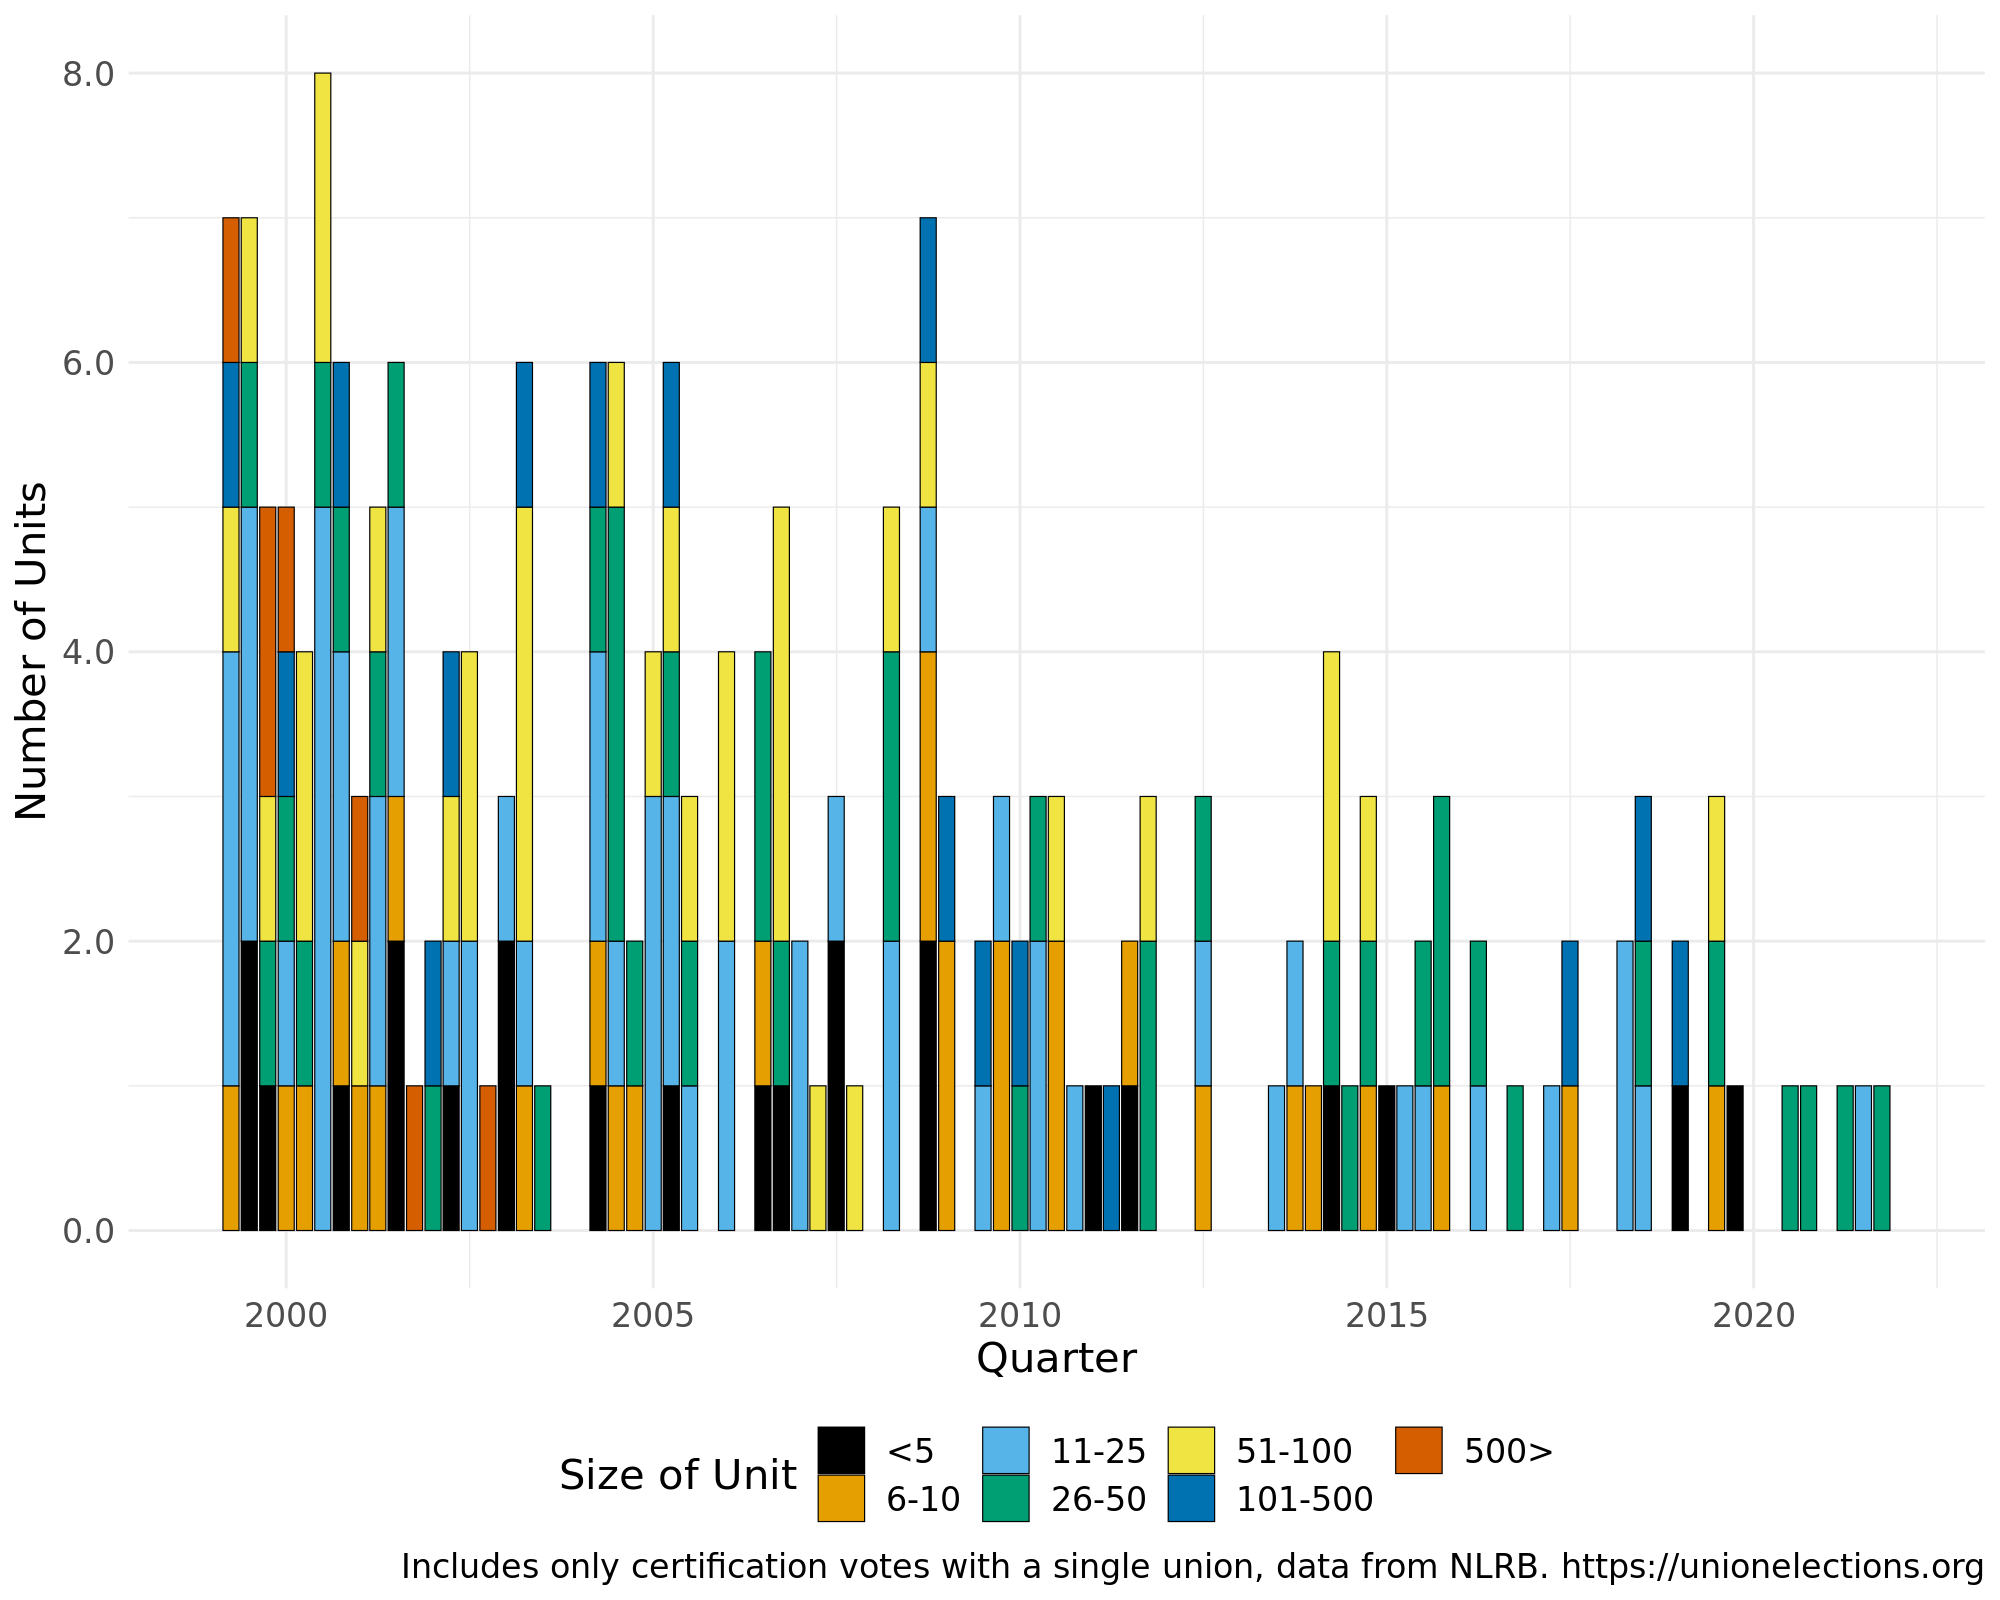 8.0
6.0
4.0
2.0
0.0
Number of Units
2000 2005 2010 2015 2020
Quarter
Size of Unit
<5 11-25 51-100 500>
6-10 26-50 101-500
Includes only certification votes with a single union, data from NLRB. https://unionelections.org